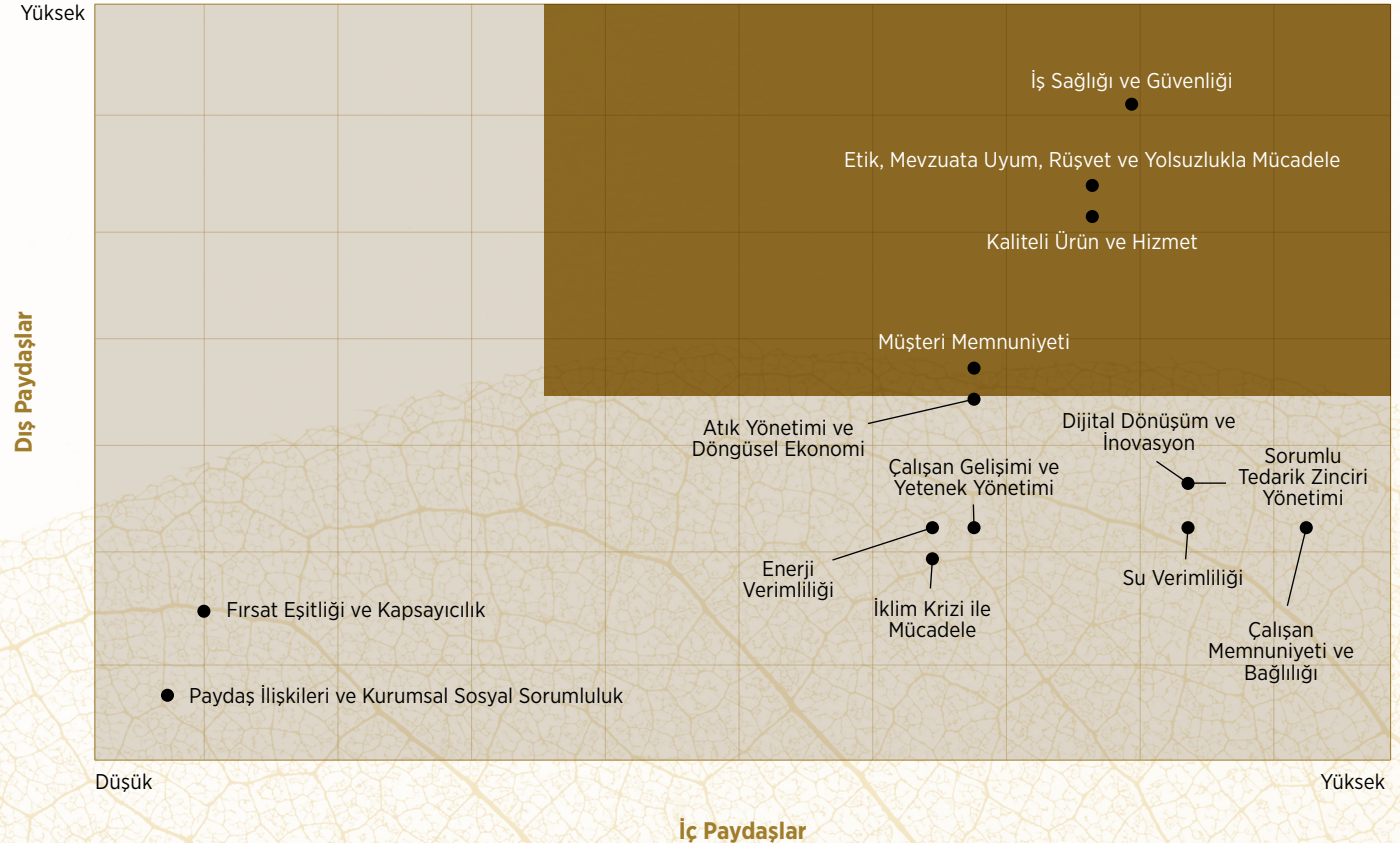 Yüksek
İş Sağlığı ve Güvenliği
Etik, Mevzuata Uyum, Rüşvet ve Yolsuzlukla Mücadele
Kaliteli Ürün ve Hizmet
Dış Paydaşlar
Müşteri Memnuniyeti
Atık Yönetimi ve
Döngüsel Ekonomi
Dijital Dönüşüm ve
İnovasyon
Çalışan Gelişimi ve
Yetenek Yönetimi
Sorumlu
Tedarik Zinciri
Yönetimi
Enerji
Verimliliği
Su Verimliliği
İklim Krizi ile
Mücadele
Fırsat Eşitliği ve Kapsayıcılık
Çalışan
Memnuniyeti ve
Bağlılığı
Paydaş İlişkileri ve Kurumsal Sosyal Sorumluluk
Düşük
Yüksek
İç Paydaşlar